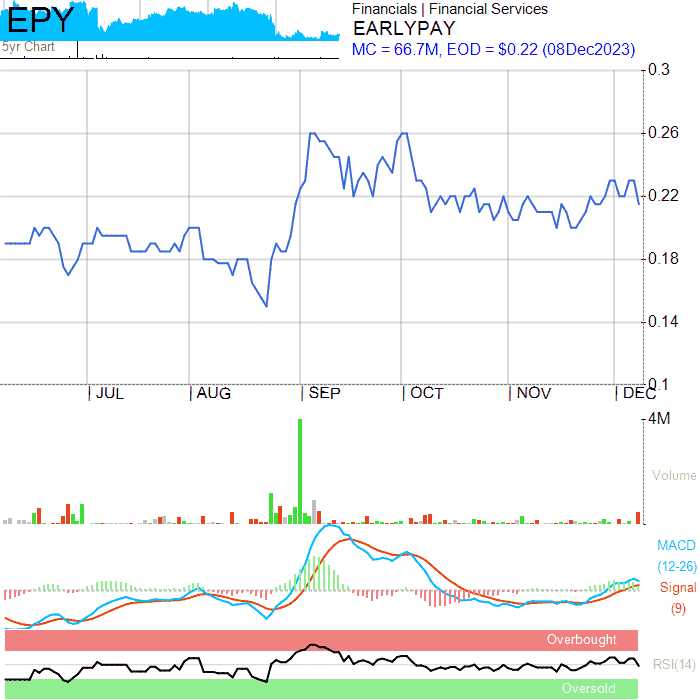 EPY
5yr Chart
Financials | Financial Services
EARLYPAY
MC = 66.7M, EOD = $0.22 (08Dec2023)
0.3
0.26
0.22
0.18
0.14
0.1
JUL AUG SEP OCT NOV DEC
4M
Volume
MACD
(12-26)
Signal
(9)
Overbought
RSI(14)
Oversold